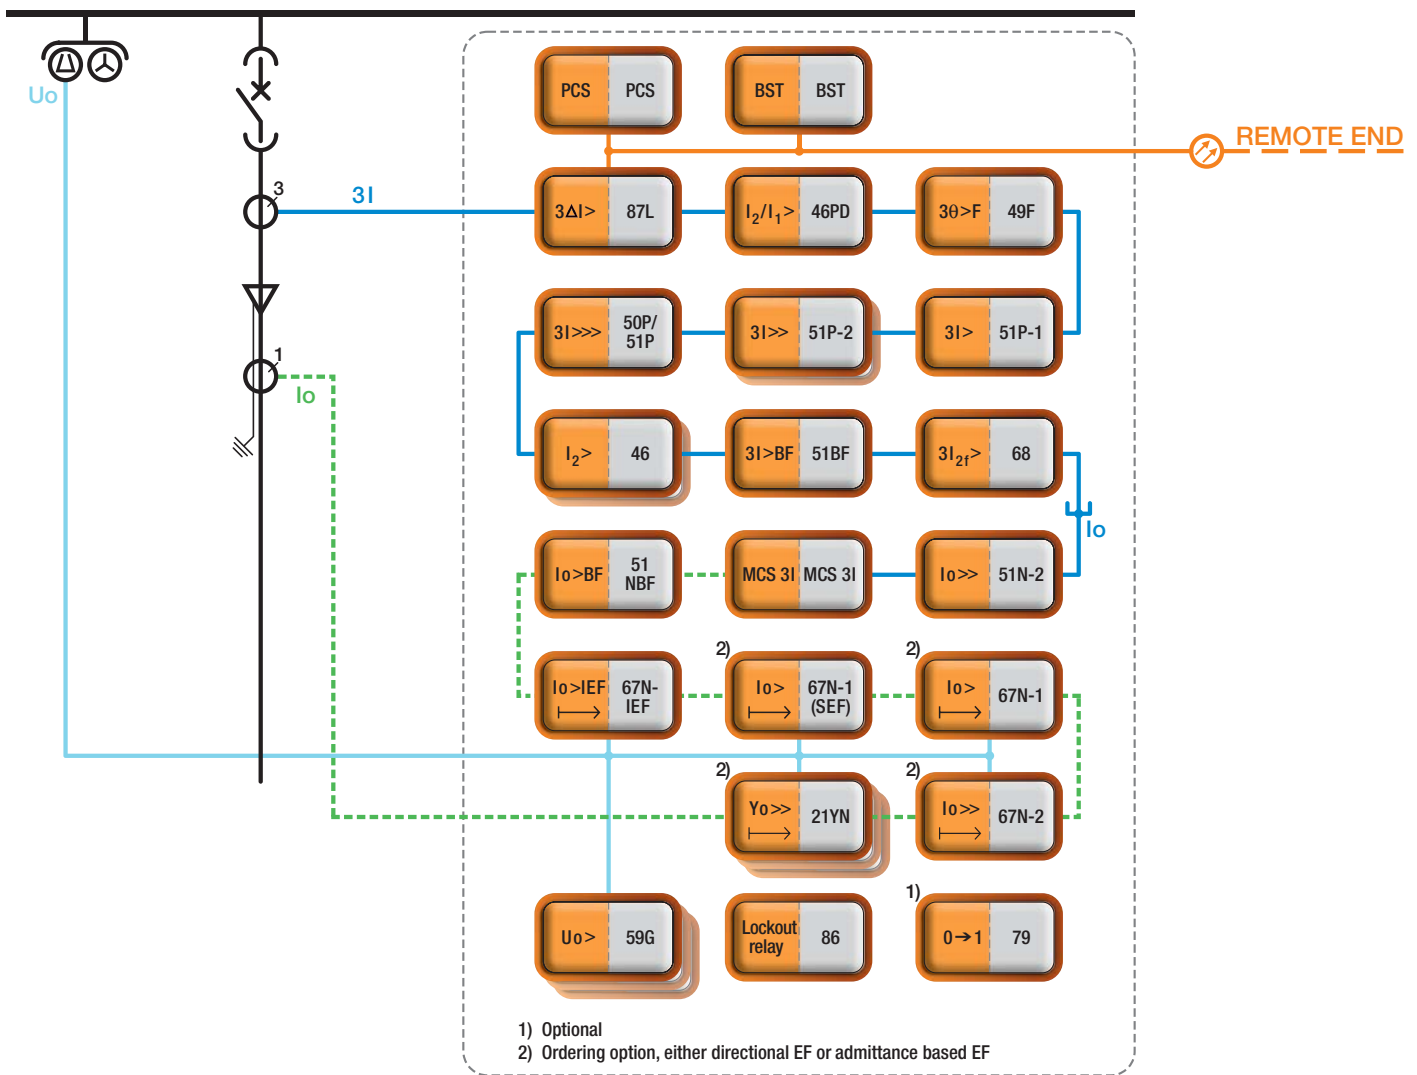 Uo
3
3I
1
Io
PCS PCS
BST BST
REMOTE END
3ΔI> 87L
I2/I1> 46PD
3θ>F 49F
3I>>> 50P/
51P
3I>> 51P-2
3I> 51P-1
I2> 46
3I>BF 51BF
3I2f> 68
Io
Io>BF 51
NBF
MCS 3I MCS 3I
Io>> 51N-2
Io>IEF 67N-
IEF
2)
Io> 67N-1
(SEF)
2)
Io> 67N-1
2)
Yo>> 21YN
2)
Io>> 67N-2
Uo> 59G
Lockout
relay 86
1)
0→1 79
1) Optional
2) Ordering option, either directional EF or admittance based EF